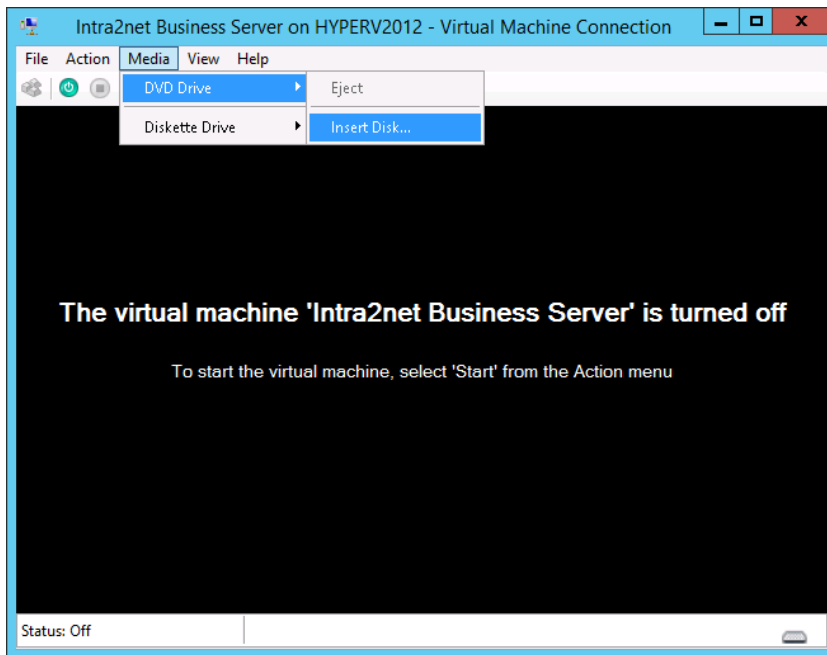 Intra2net Business Server on HYPERV2012 - Virtual Machine Connection
File Action Media View Help
DVD Drive
Eject
Diskette Drive
Insert Disk...
The virtual machine 'Intra2net Business Server' is turned off
To start the virtual machine, select 'Start' from the Action menu
Status: Off